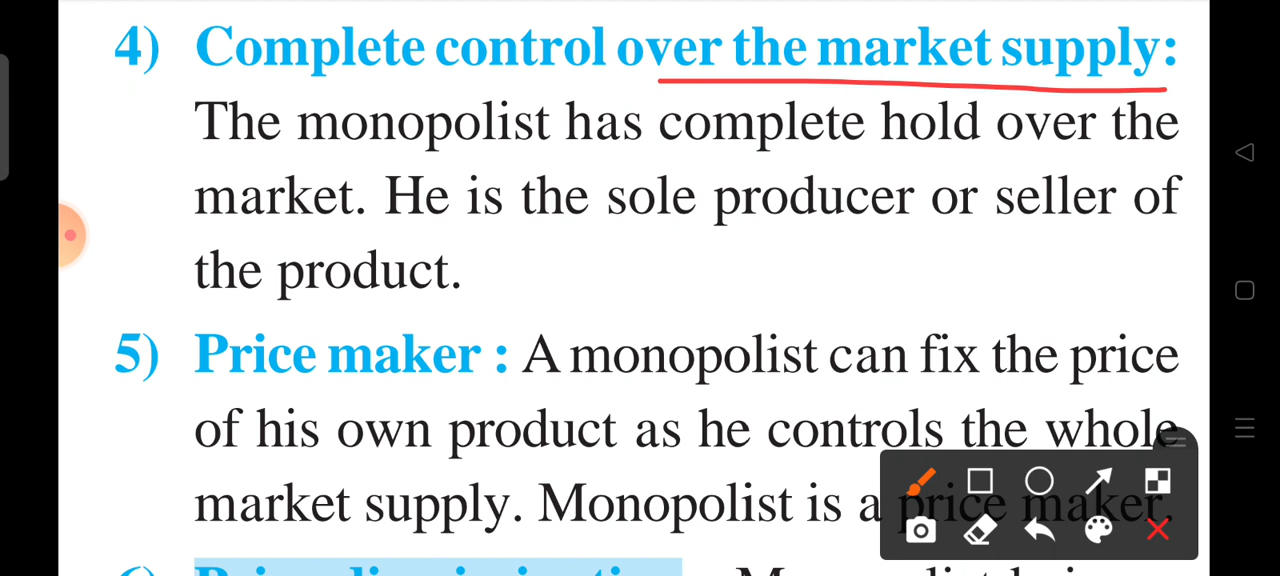 4) Complete control over the market supply:
The monopolist has complete hold over the
market. He is the sole producer or seller of
the product.
5) Price maker : A monopolist can fix the price
of his own product as he controls the whole
market supply. Monopolist is a price maker.